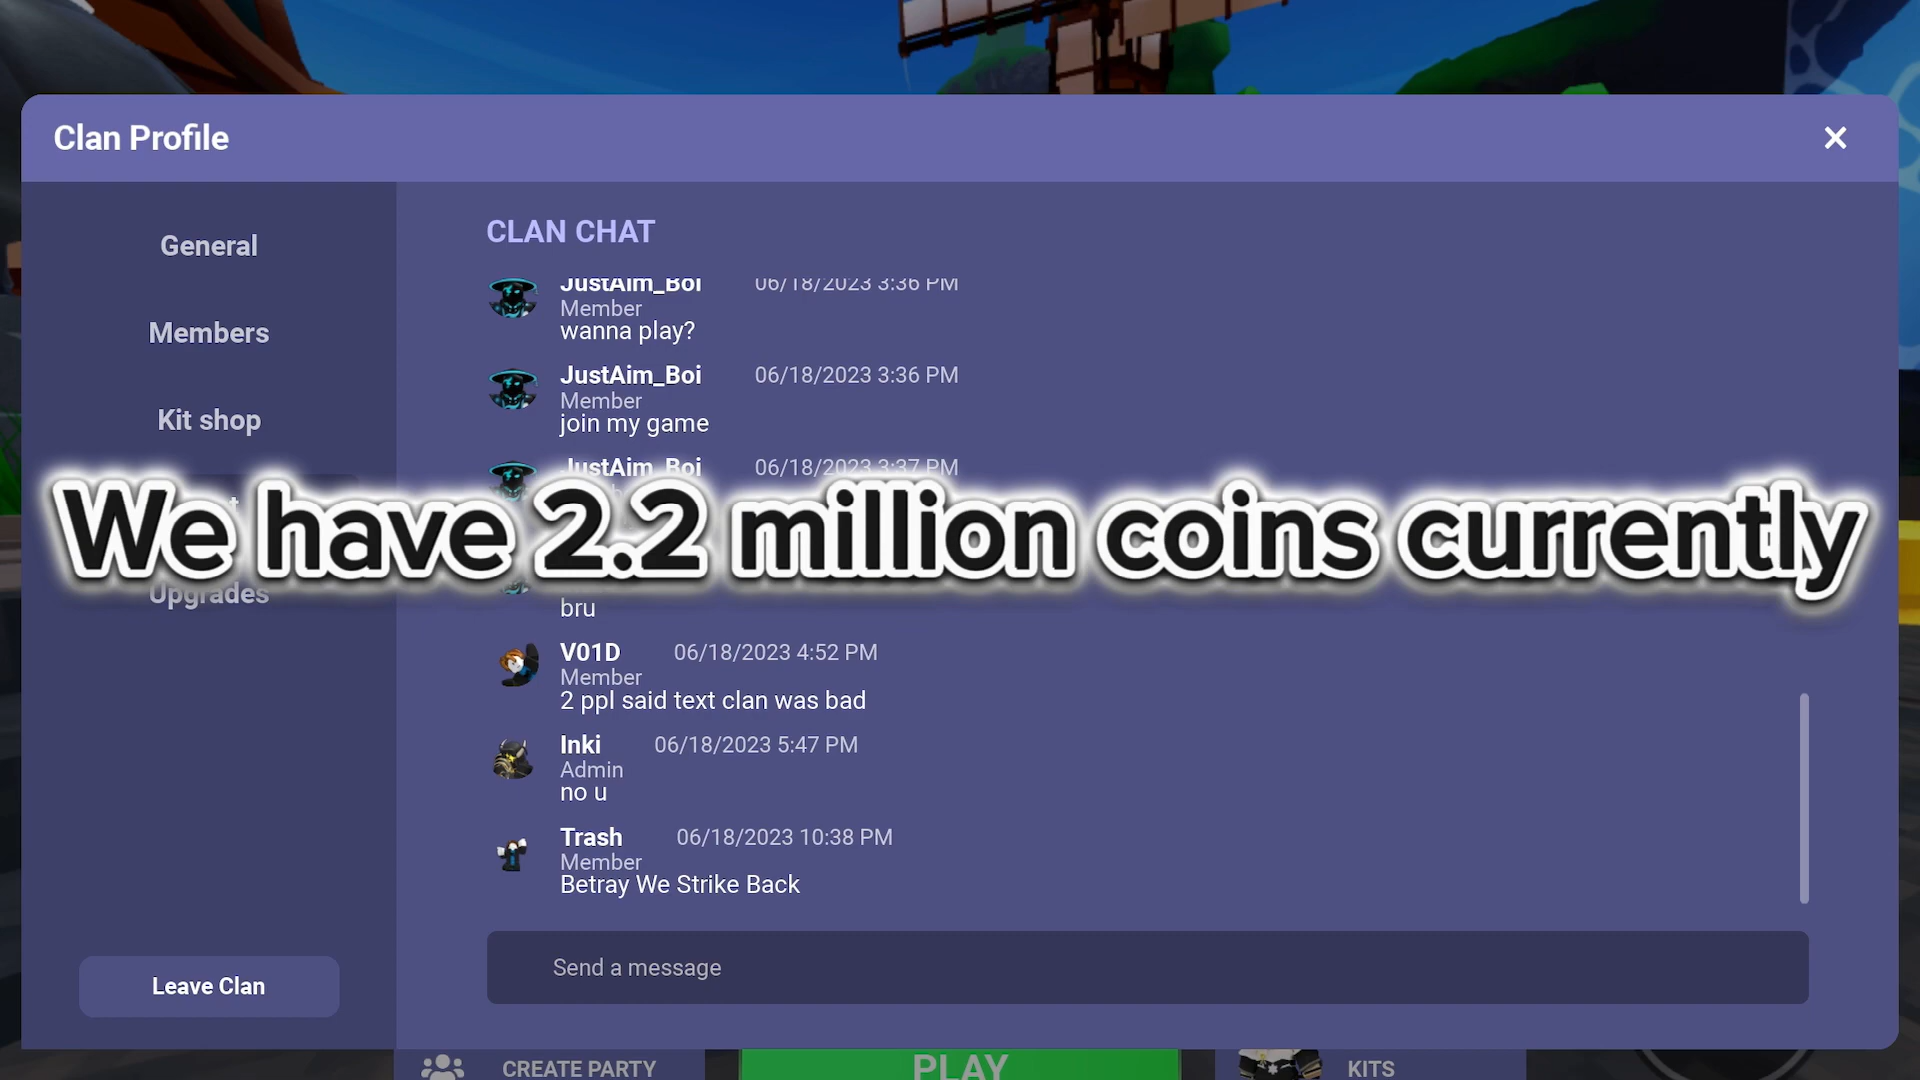 Clan Profile
General
Members
Kit shop
Upgrades
Leave Clan
CLAN CHAT
JustAim_Boi 06/18/2023 3:36 PM
Member
wanna play?
JustAim_Boi 06/18/2023 3:36 PM
Member
join my game
JustAim_Boi 06/18/2023 3:37 PM
We have 2.2 million coins currently
bru
V01D 06/18/2023 4:52 PM
Member
2 ppl said text clan was bad
Inki 06/18/2023 5:47 PM
Admin
no u
Trash 06/18/2023 10:38 PM
Member
Betray We Strike Back
Send a message
CREATE PARTY
PLAY
KITS